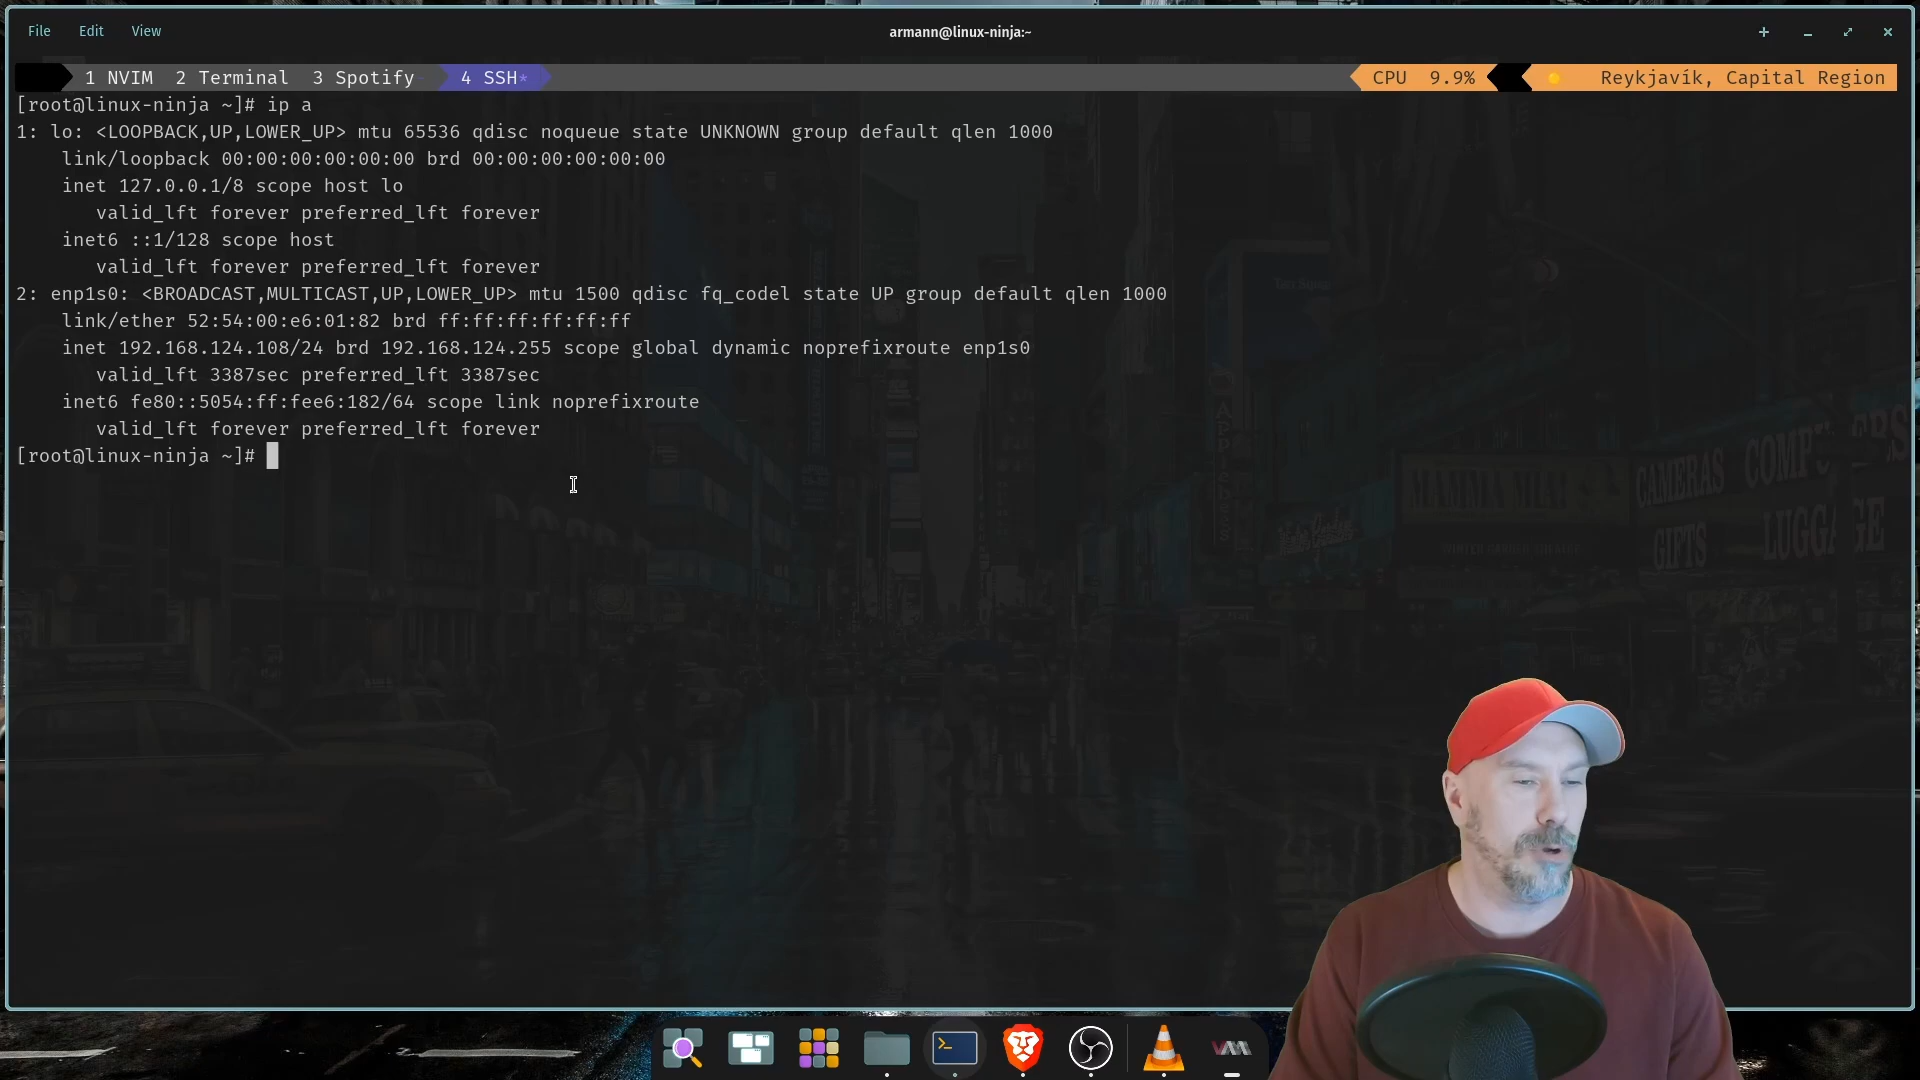 File Edit View armann@linux-ninja:~
1 NVIM 2 Terminal 3 Spotify- 4 SSH* CPU 9.9% Reykjavík, Capital Region
[root@linux-ninja ~]# ip a
1: lo: <LOOPBACK,UP,LOWER_UP> mtu 65536 qdisc noqueue state UNKNOWN group default qlen 1000
link/loopback 00:00:00:00:00:00 brd 00:00:00:00:00:00
inet 127.0.0.1/8 scope host lo
valid_lft forever preferred_lft forever
inet6 ::1/128 scope host
valid_lft forever preferred_lft forever
2: enp1s0: <BROADCAST,MULTICAST,UP,LOWER_UP> mtu 1500 qdisc fq_codel state UP group default qlen 1000
link/ether 52:54:00:e6:01:82 brd ff:ff:ff:ff:ff:ff
inet 192.168.124.108/24 brd 192.168.124.255 scope global dynamic noprefixroute enp1s0
valid_lft 3387sec preferred_lft 3387sec
inet6 fe80::5054:ff:fee6:182/64 scope link noprefixroute
valid_lft forever preferred_lft forever
[root@linux-ninja ~]#
MAMMA MIA!
CAMERAS
GIFTS
WINTER GARDEN THEATRE